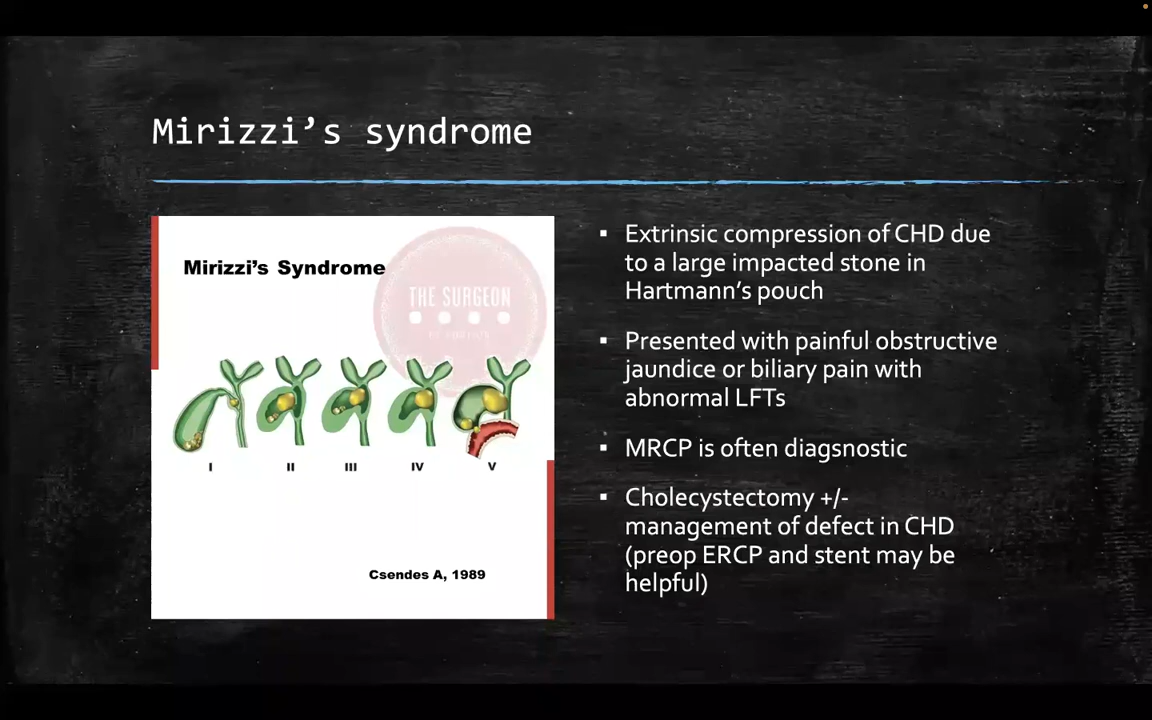 Mirizzi’s syndrome
Mirizzi’s Syndrome
THE SURGEON
I II III IV V
Csendes A, 1989
▪ Extrinsic compression of CHD due
to a large impacted stone in
Hartmann’s pouch
▪ Presented with painful obstructive
jaundice or biliary pain with
abnormal LFTs
▪ MRCP is often diagsnostic
▪ Cholecystectomy +/-
management of defect in CHD
(preop ERCP and stent may be
helpful)